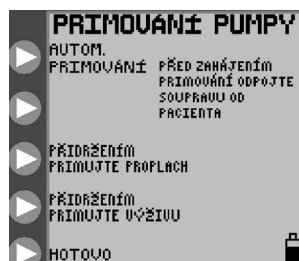 PRIMOVÁNÍ PUMPY
AUTOM.
PRIMOVÁNÍ
PŘED ZAHÁJENÍM
PRIMOVÁNÍ ODPOJTE
SOUPRAVU OD
PACIENTA
PŘIDRŽENÍM
PRIMUJTE PROPLACH
PŘIDRŽENÍM
PRIMUJTE VÝŽIVU
HOTOVO